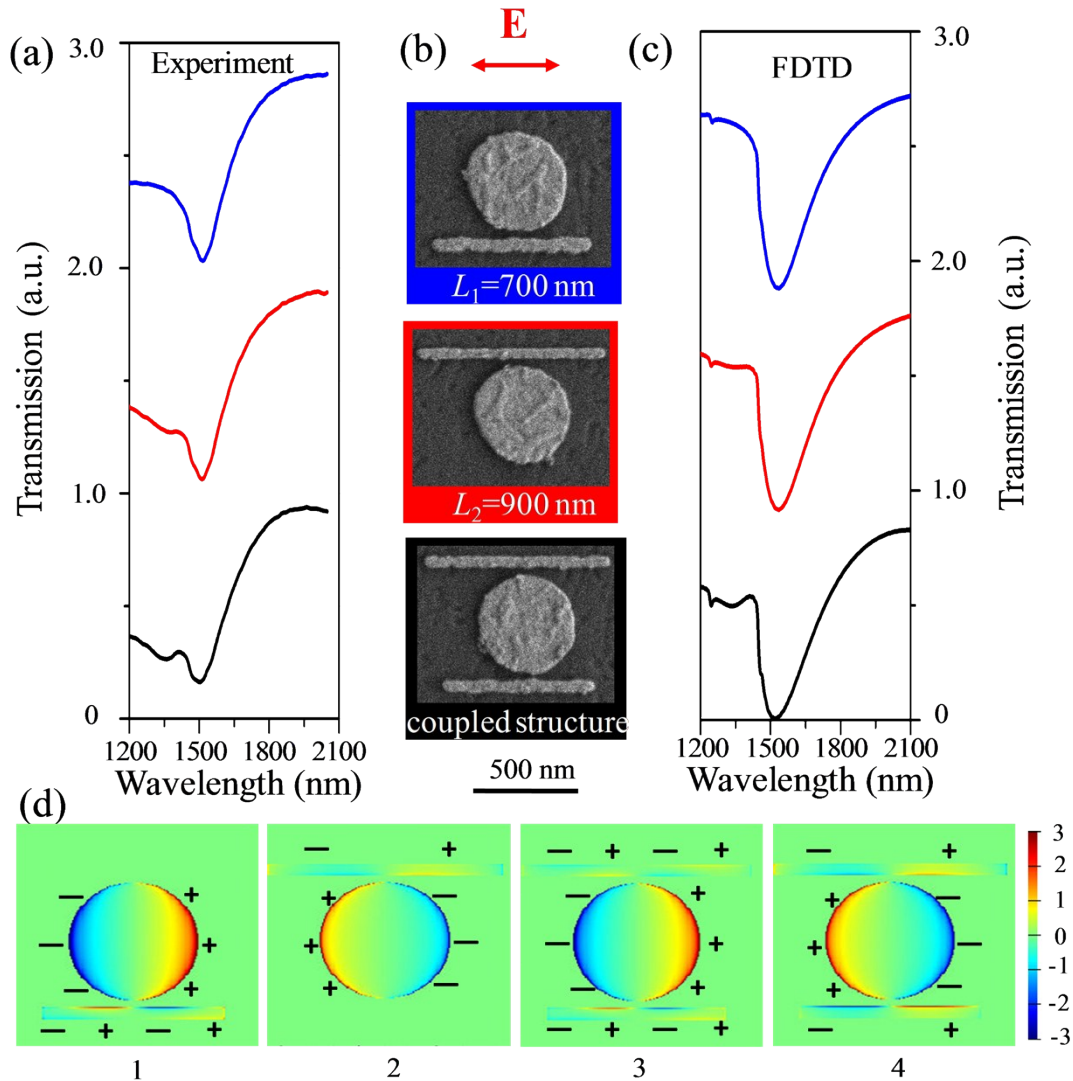 (a)
Experiment
3.0
2.0
1.0
0
Transmission (a.u.)
1200 1500 1800 2100
Wavelength (nm)
(b)
E
L1=700 nm
L2=900 nm
coupled structure
500 nm
(c)
FDTD
3.0
2.0
1.0
0
Transmission (a.u.)
1200 1500 1800 2100
Wavelength (nm)
(d)
— +
— +
— +
— + — +
1
— +
+ —
+ —
+ —
2
— + — +
— +
— +
— +
— + — +
3
— +
+ —
+ —
+ —
— +
4
3
2
1
0
-1
-2
-3